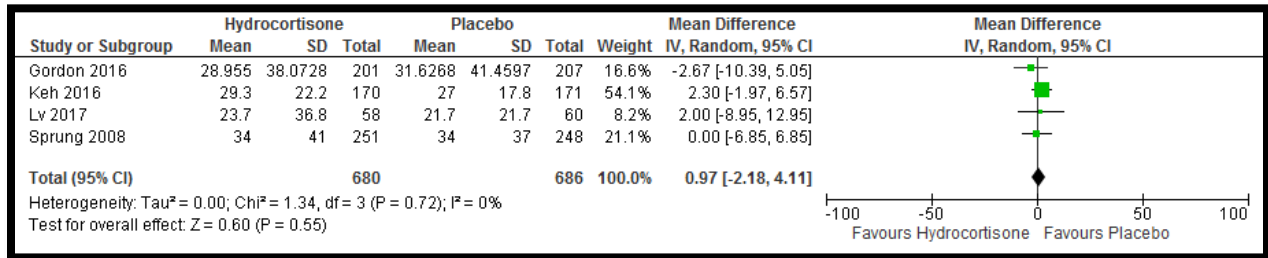 Hydrocortisone Placebo Mean Difference Mean Difference
Study or Subgroup Mean SD Total Mean SD Total Weight IV, Random, 95% CI IV, Random, 95% CI
Gordon 2016 28.955 38.0728 201 31.6268 41.4597 207 16.6% -2.67 [-10.39, 5.05]
Keh 2016 29.3 22.2 170 27 17.8 171 54.1% 2.30 [-1.97, 6.57]
Lv 2017 23.7 36.8 58 21.7 21.7 60 8.2% 2.00 [-8.95, 12.95]
Sprung 2008 34 41 251 34 37 248 21.1% 0.00 [-6.85, 6.85]
Total (95% CI) 680 686 100.0% 0.97 [-2.18, 4.11]
Heterogeneity: Tau² = 0.00; Chi² = 1.34, df = 3 (P = 0.72); I² = 0%
Test for overall effect: Z = 0.60 (P = 0.55)
-100 -50 0 50 100
Favours Hydrocortisone Favours Placebo